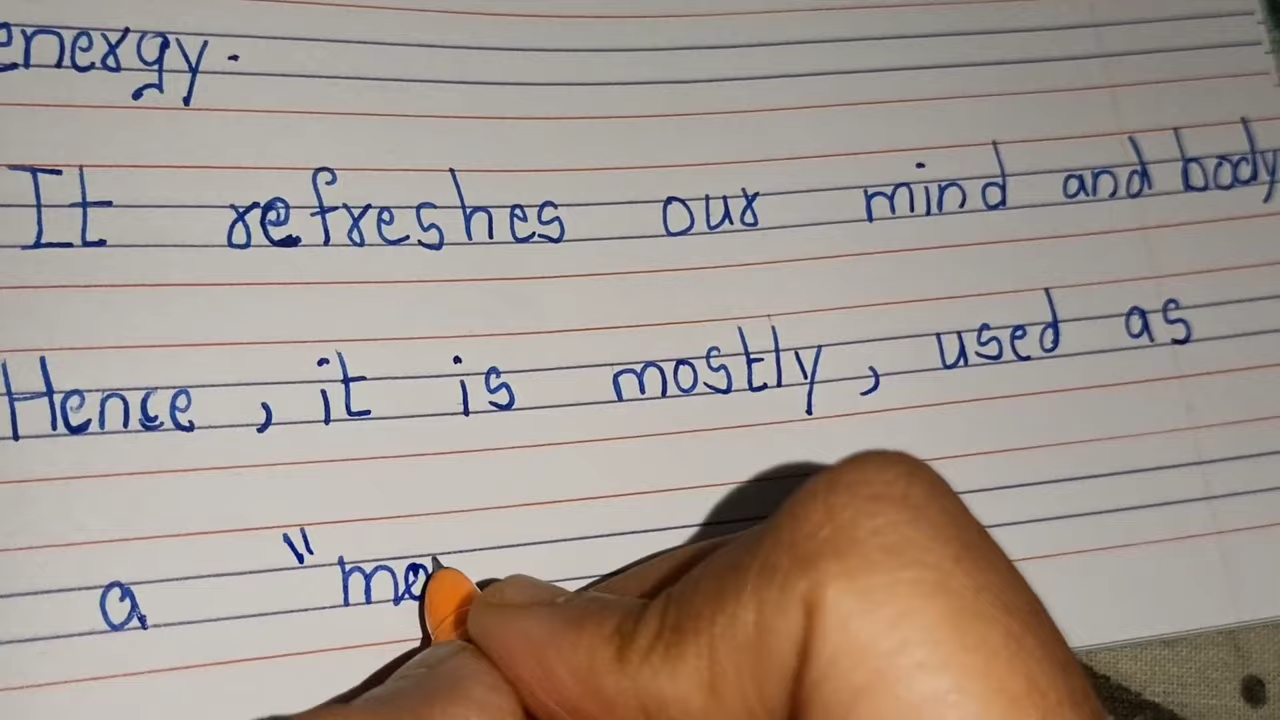 energy.
It refreshes our mind and body
Hence, it is mostly, used as
a "mo